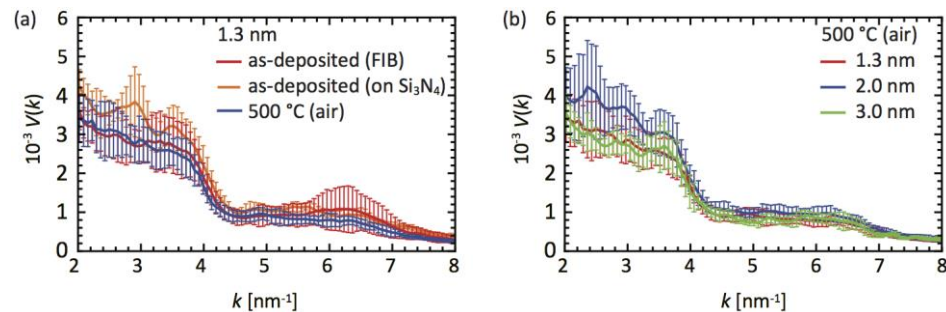 (a)
1.3 nm
as-deposited (FIB)
as-deposited (on Si₃N₄)
500 °C (air)
10⁻³ V(k)
6
5
4
3
2
1
0
2 3 4 5 6 7 8
k [nm⁻¹]
(b)
500 °C (air)
1.3 nm
2.0 nm
3.0 nm
10⁻³ V(k)
6
5
4
3
2
1
0
2 3 4 5 6 7 8
k [nm⁻¹]